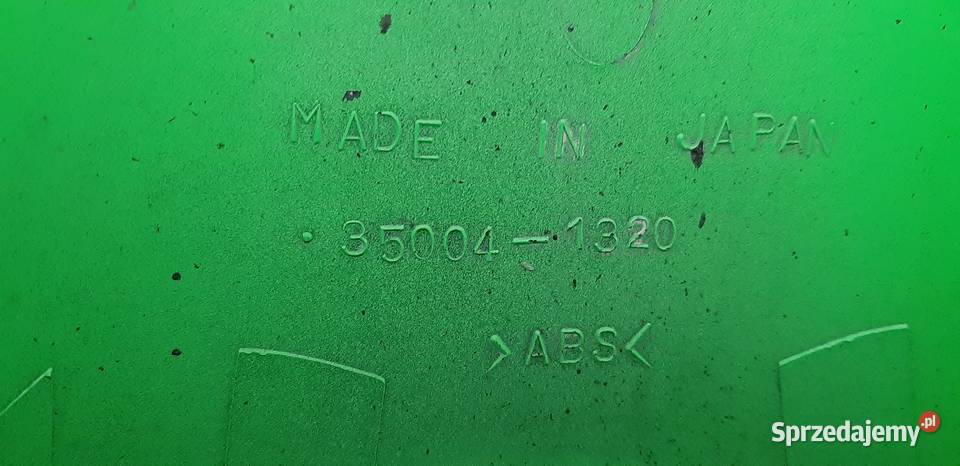 MADE IN JAPAN
· 35004-1320
>ABS<
Sprzedajemy.pl